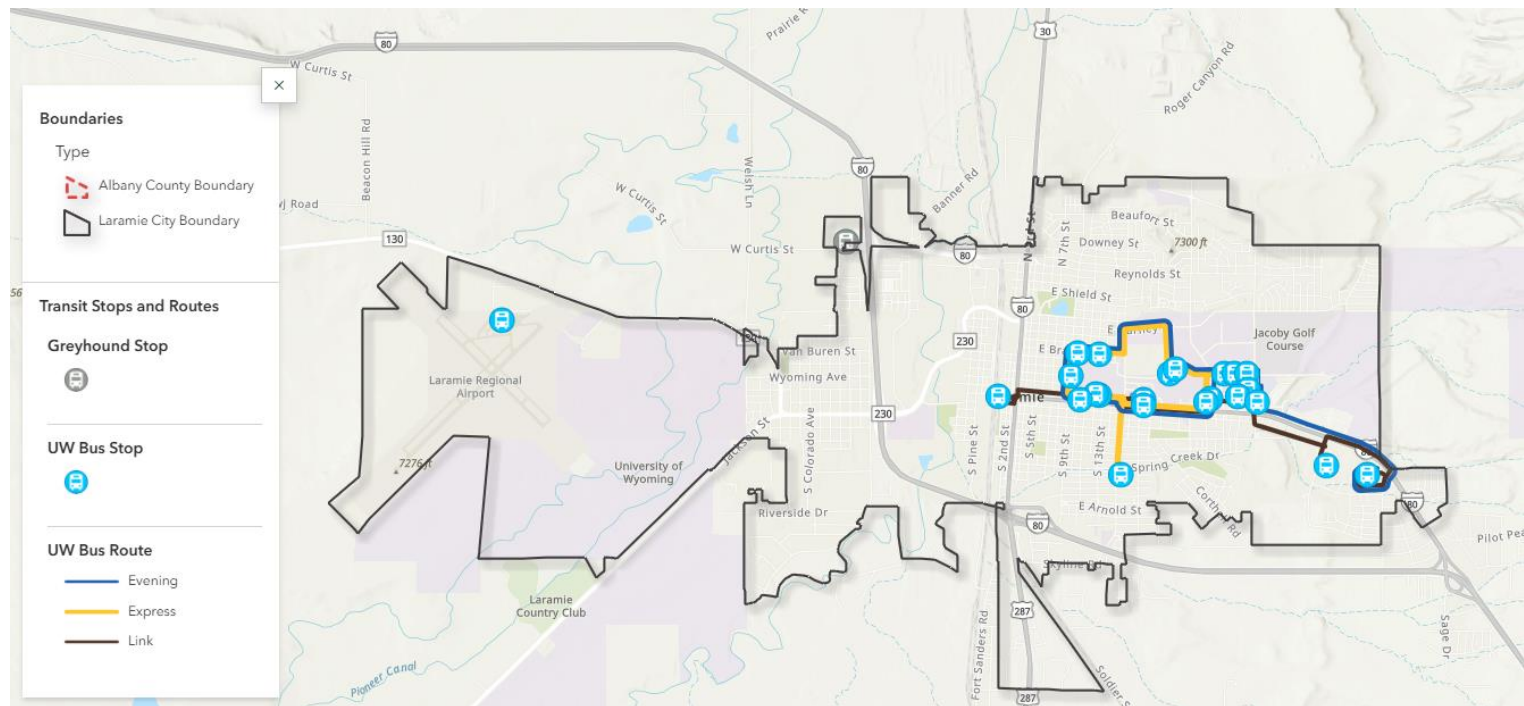 Boundaries
Type
Albany County Boundary
Laramie City Boundary
Transit Stops and Routes
Greyhound Stop
UW Bus Stop
UW Bus Route
Evening
Express
Link
80
W Curtis St
Beacon Hill Rd
Prairie R
30
Roger Canyon Rd
Welsh Ln
80
Banner Rd
W Curtis St
130
W Curtis St
80
N 3rd St
N 7th St
Beaufort St
Downey St
7300 ft
Reynolds St
E Shield St
80
230
Van Buren St
Wyoming Ave
230
Jacoby Golf
Course
Laramie Regional
Airport
7276 ft
University of
Wyoming
Jackson St
S Colorado Ave
S Pine St
S 2nd St
S 5th St
S 9th St
S 13th St
Spring Creek Dr
80
Riverside Dr
E Arnold St
80
80
Pilot Pea
Skyline Rd
Laramie
Country Club
287
Fort Sanders Rd
Sage Dr
Pioneer Canal
287
Soldier S